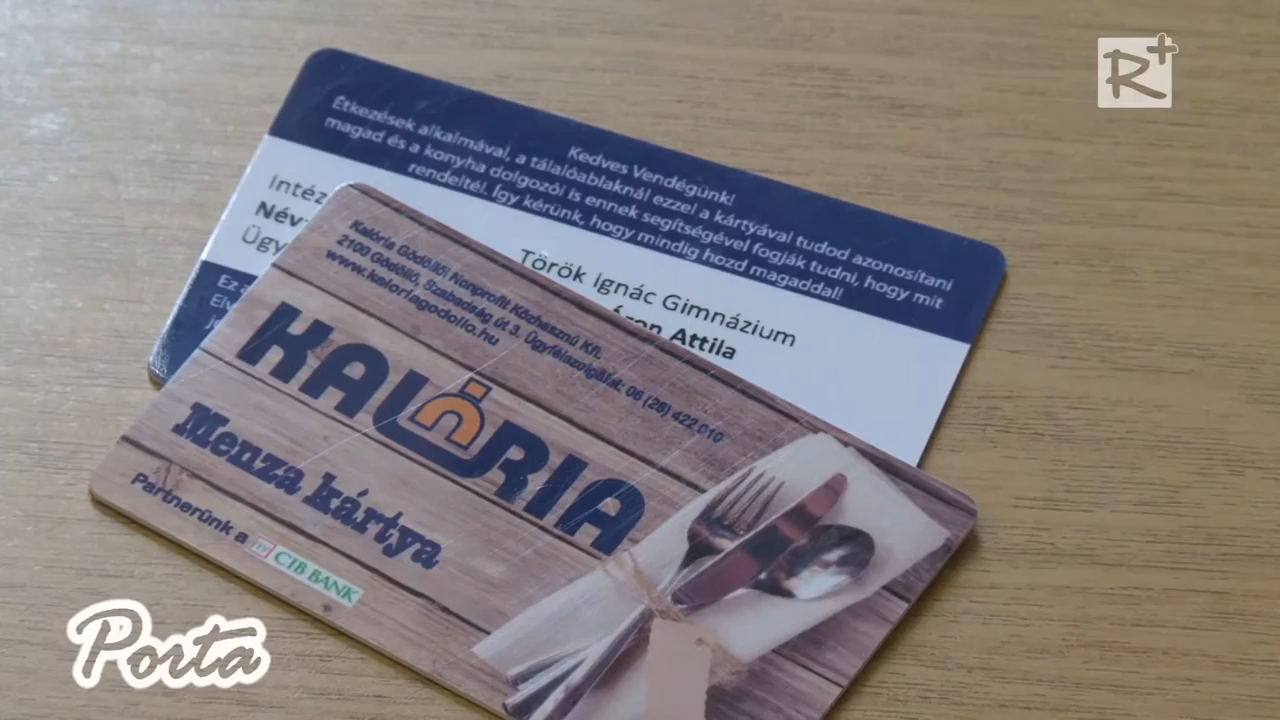 R+
Kedves Vendégünk!
Étkezések alkalmával, a tálalóablaknál ezzel a kártyával tudod azonosítani
magad és a konyha dolgozói is ennek segítségével fogják tudni, hogy mit
rendeltél. Így kérünk, hogy mindig hozd magaddal!
Török Ignác Gimnázium
Attila
Név:
Ez a
Kalória Gödöllői Nonprofit Közhasznú Kft.
2100 Gödöllő, Szabadság út 3. Ügyfélszolgálat: 06 (28) 422 010
www.kaloriagodollo.hu
KALÓRIA
Menza kártya
Partnerünk a CIB BANK
Porta